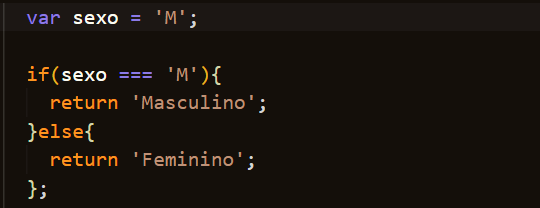 var sexo = 'M';
if(sexo === 'M'){
return 'Masculino';
}else{
return 'Feminino';
};